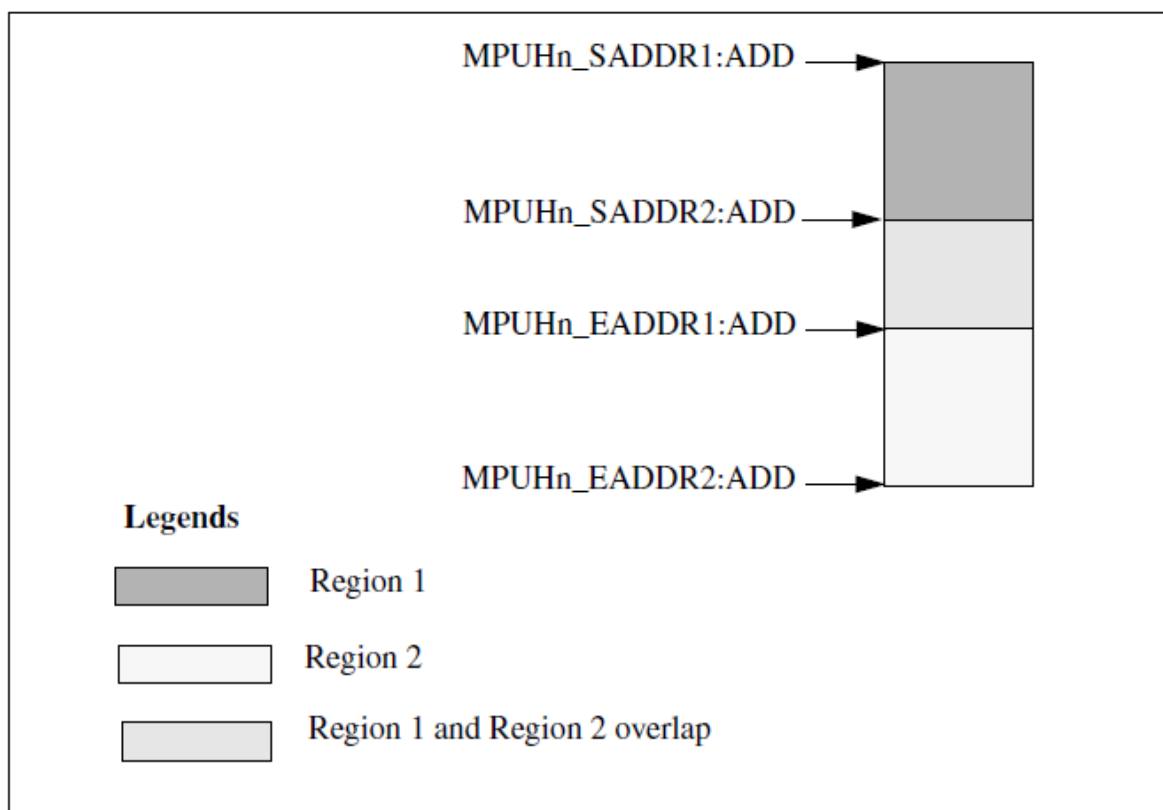 MPUHn_SADDR1:ADD
MPUHn_SADDR2:ADD
MPUHn_EADDR1:ADD
MPUHn_EADDR2:ADD
Legends
Region 1
Region 2
Region 1 and Region 2 overlap